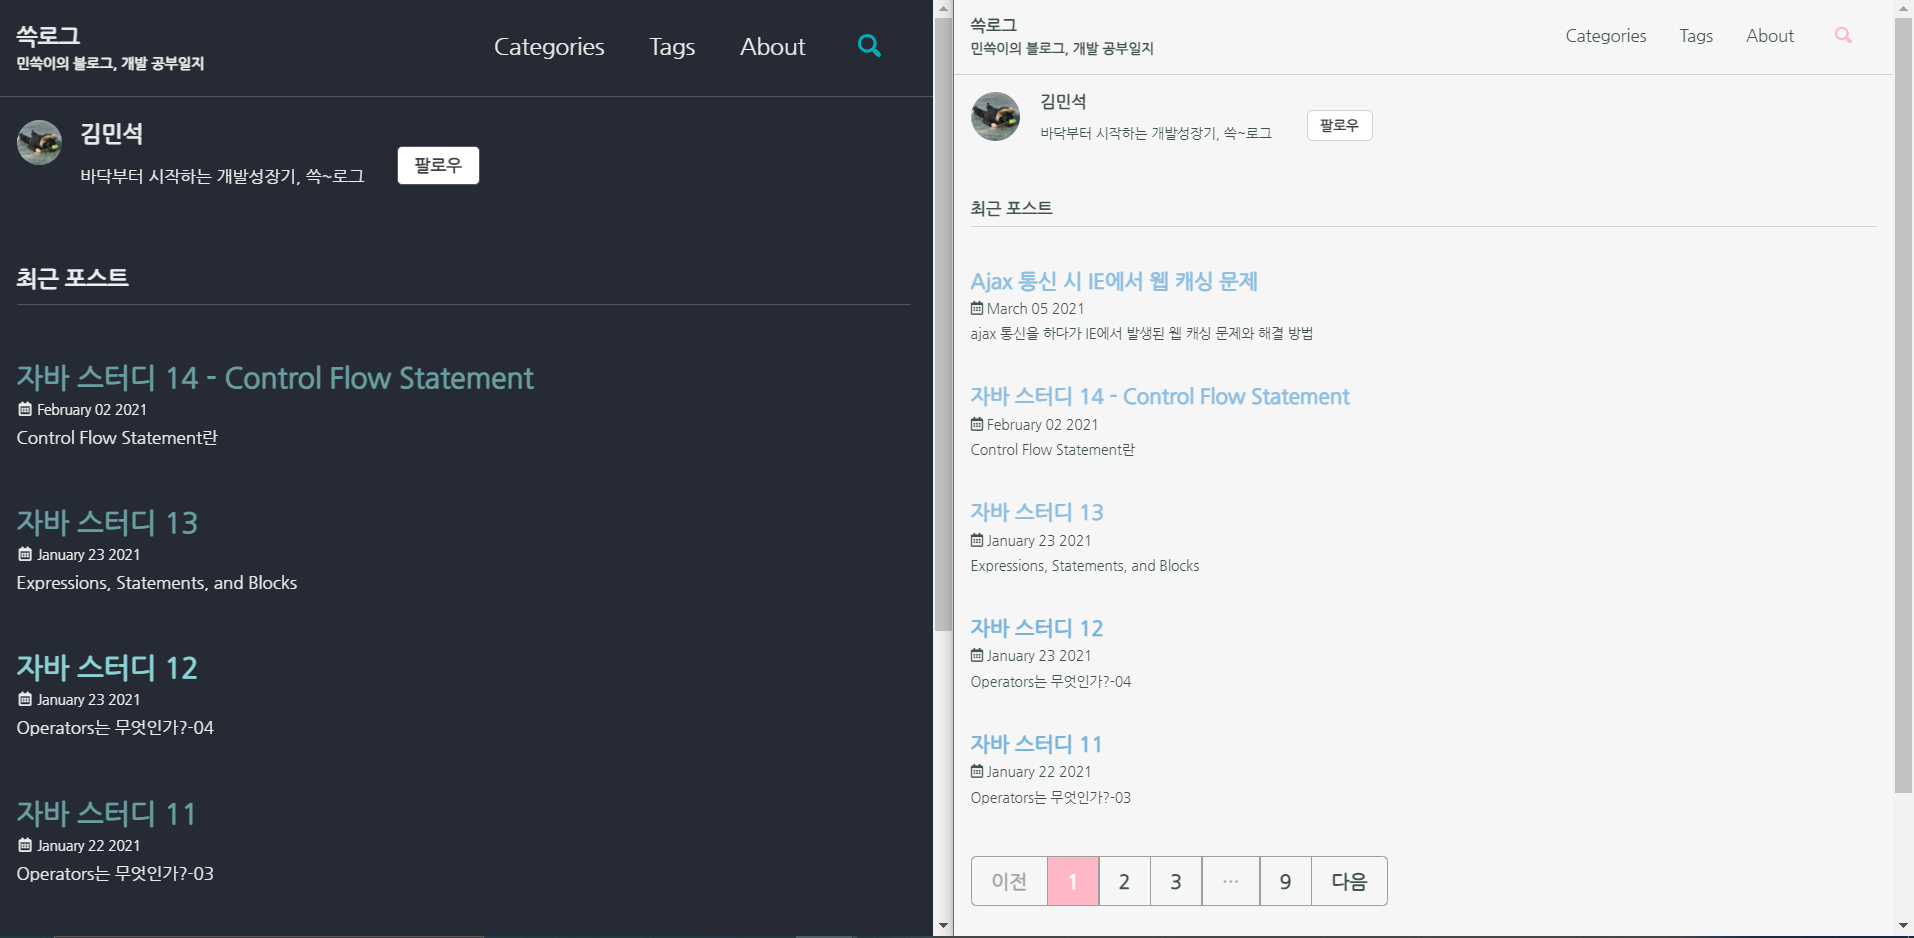 쓱로그
민쓱이의 블로그, 개발 공부일지
Categories Tags About
김민석
바닥부터 시작하는 개발성장기, 쓱~로그
팔로우
최근 포스트
자바 스터디 14 - Control Flow Statement
February 02 2021
Control Flow Statement란
자바 스터디 13
January 23 2021
Expressions, Statements, and Blocks
자바 스터디 12
January 23 2021
Operators는 무엇인가?-04
자바 스터디 11
January 22 2021
Operators는 무엇인가?-03
쓱로그
민쓱이의 블로그, 개발 공부일지
Categories Tags About
김민석
바닥부터 시작하는 개발성장기, 쓱~로그
팔로우
최근 포스트
Ajax 통신 시 IE에서 웹 캐싱 문제
March 05 2021
ajax 통신을 하다가 IE에서 발생된 웹 캐싱 문제와 해결 방법
자바 스터디 14 - Control Flow Statement
February 02 2021
Control Flow Statement란
자바 스터디 13
January 23 2021
Expressions, Statements, and Blocks
자바 스터디 12
January 23 2021
Operators는 무엇인가?-04
자바 스터디 11
January 22 2021
Operators는 무엇인가?-03
이전 1 2 3 … 9 다음